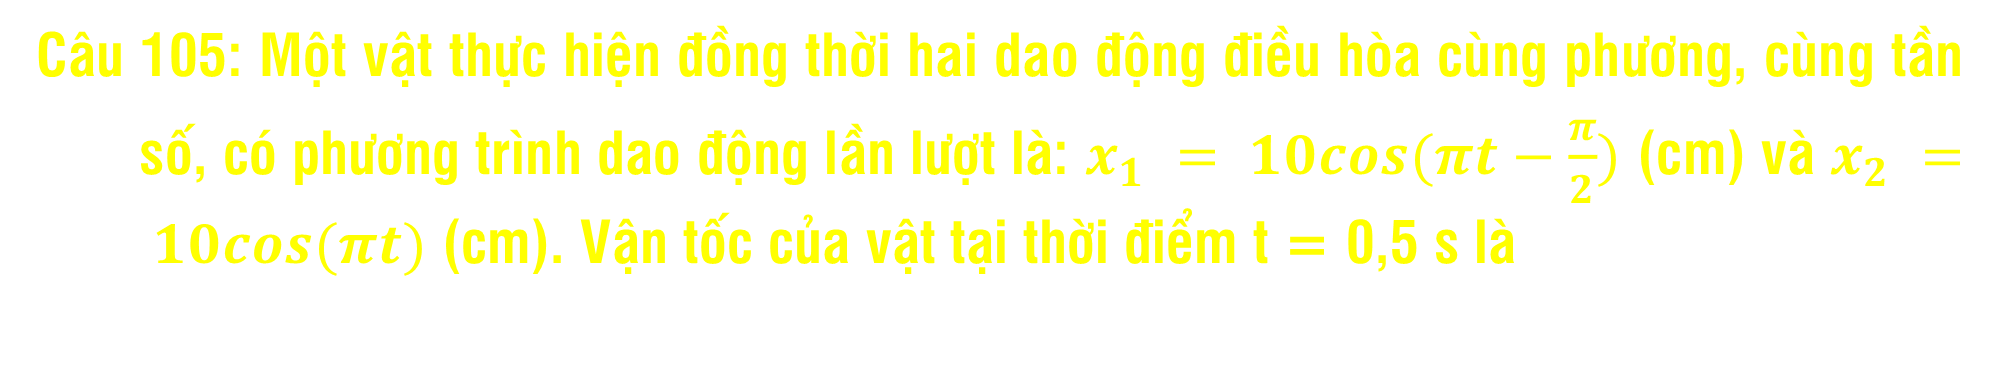 Câu 105: Một vật thực hiện đồng thời hai dao động điều hòa cùng phương, cùng tần
số, có phương trình dao động lần lượt là: x₁ = 10cos(πt − π/2) (cm) và x₂ =
10cos(πt) (cm). Vận tốc của vật tại thời điểm t = 0,5 s là